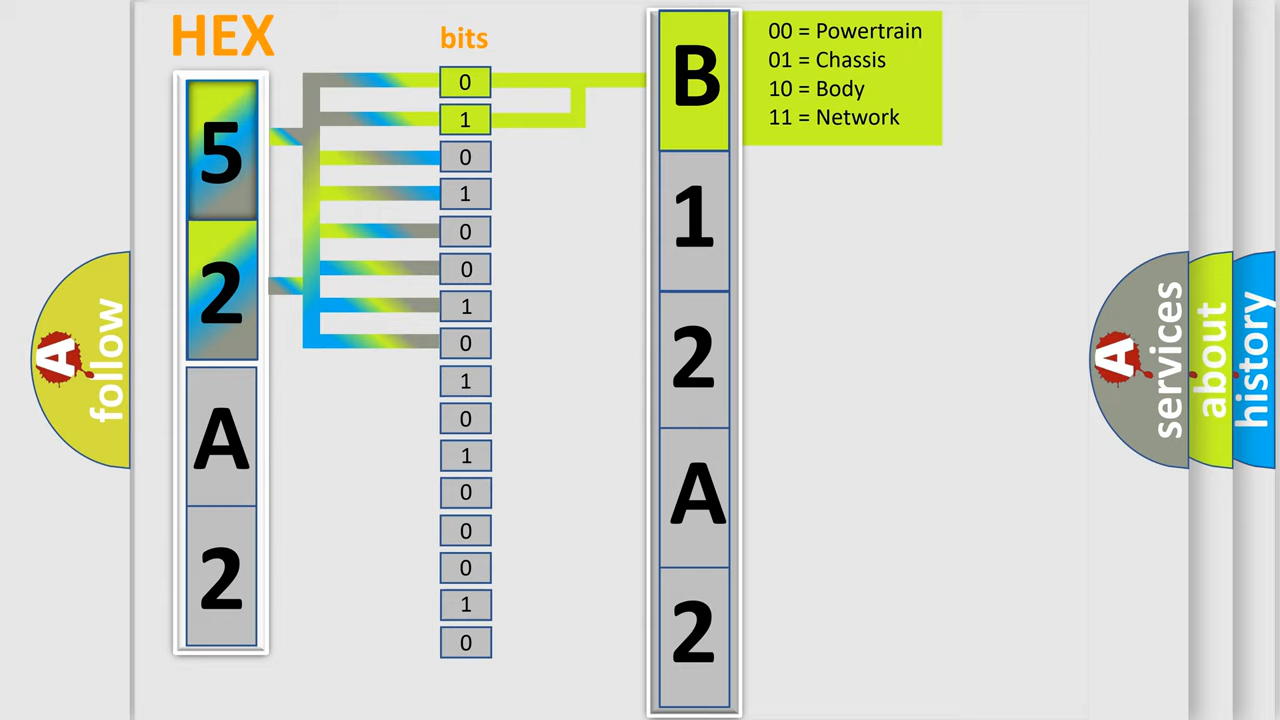 HEX
bits
5
2
A
2
0
1
0
1
0
0
1
0
1
0
1
0
0
0
1
0
B
1
2
A
2
00 = Powertrain
01 = Chassis
10 = Body
11 = Network
A
follow
A
services
about
history